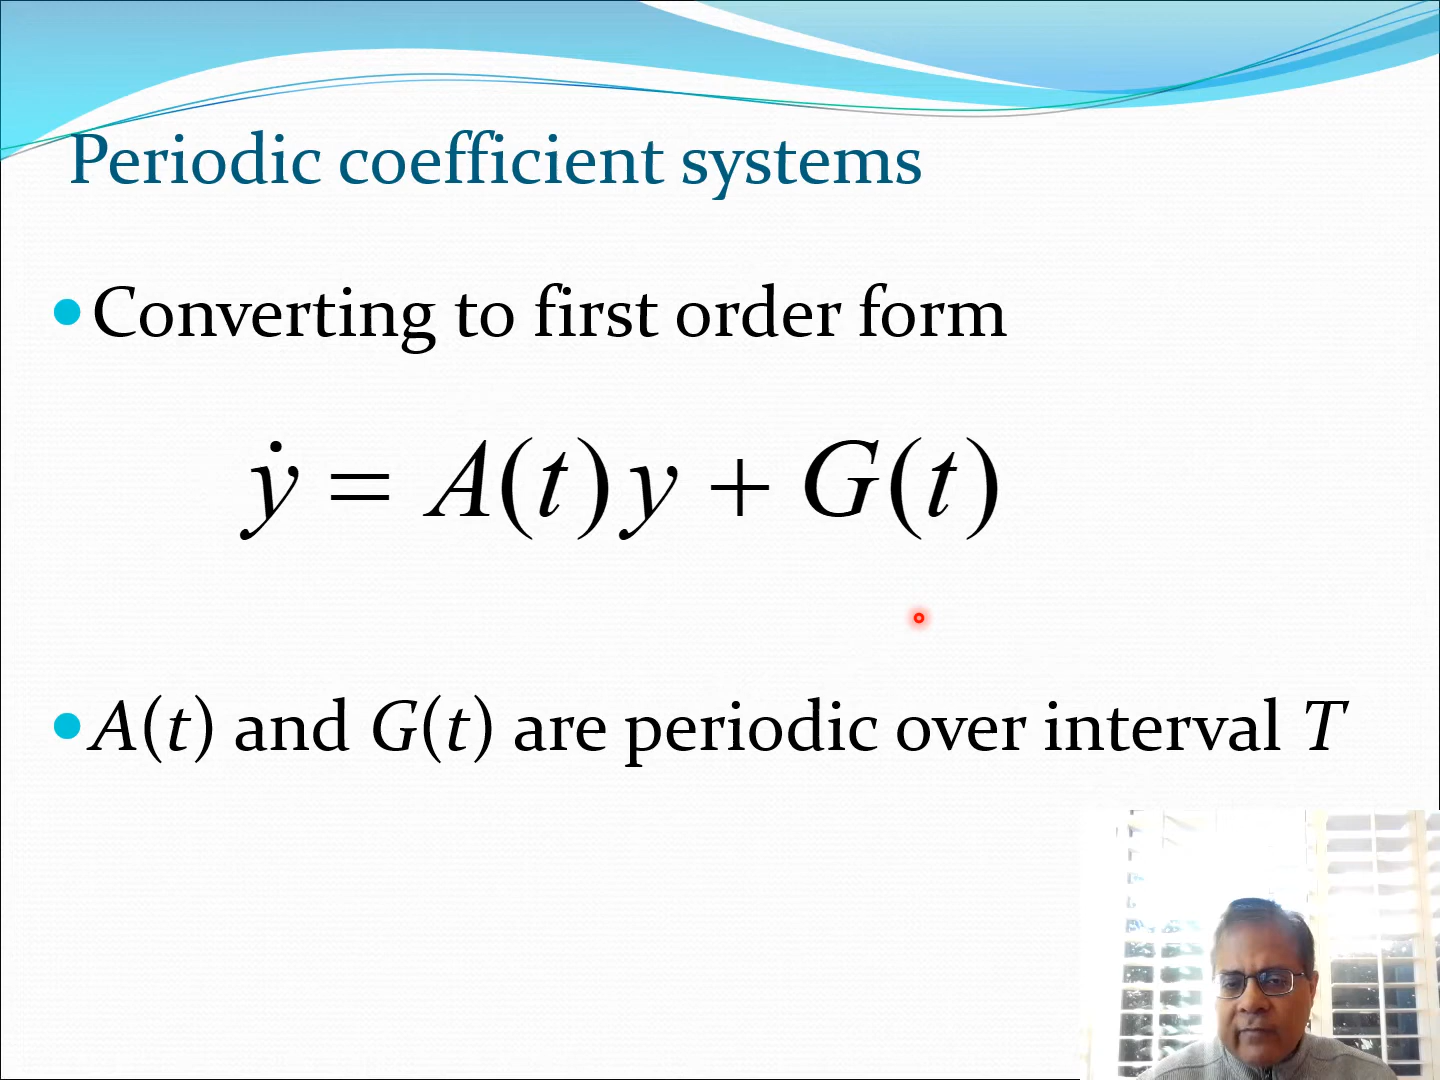 Periodic coefficient systems
Converting to first order form
ẏ = A(t)y + G(t)
A(t) and G(t) are periodic over interval T